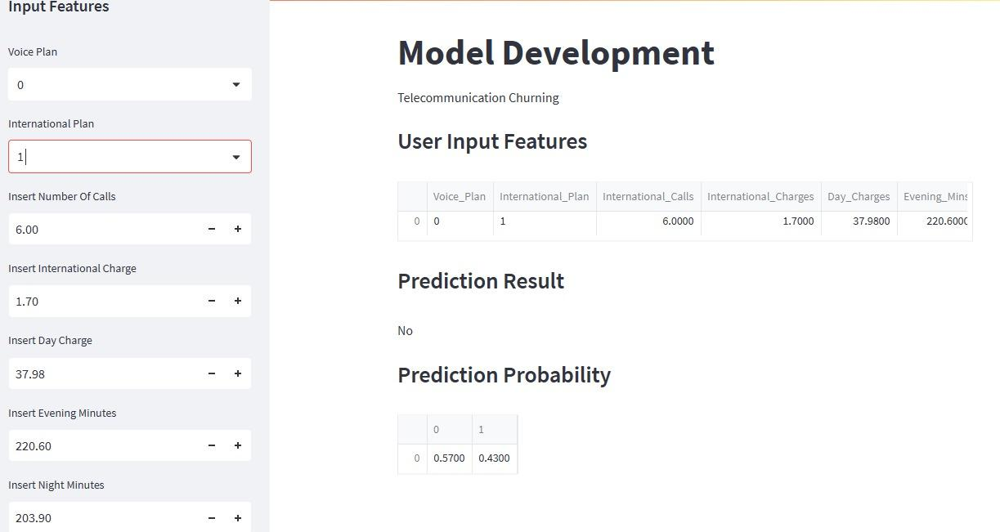 Input Features
Voice Plan
0
International Plan
1
Insert Number Of Calls
6.00
Insert International Charge
1.70
Insert Day Charge
37.98
Insert Evening Minutes
220.60
Insert Night Minutes
203.90
Model Development
Telecommunication Churning
User Input Features
Voice_Plan International_Plan International_Calls International_Charges Day_Charges Evening_Mins
0 0 1 6.0000 1.7000 37.9800 220.6000
Prediction Result
No
Prediction Probability
0 1
0 0.5700 0.4300